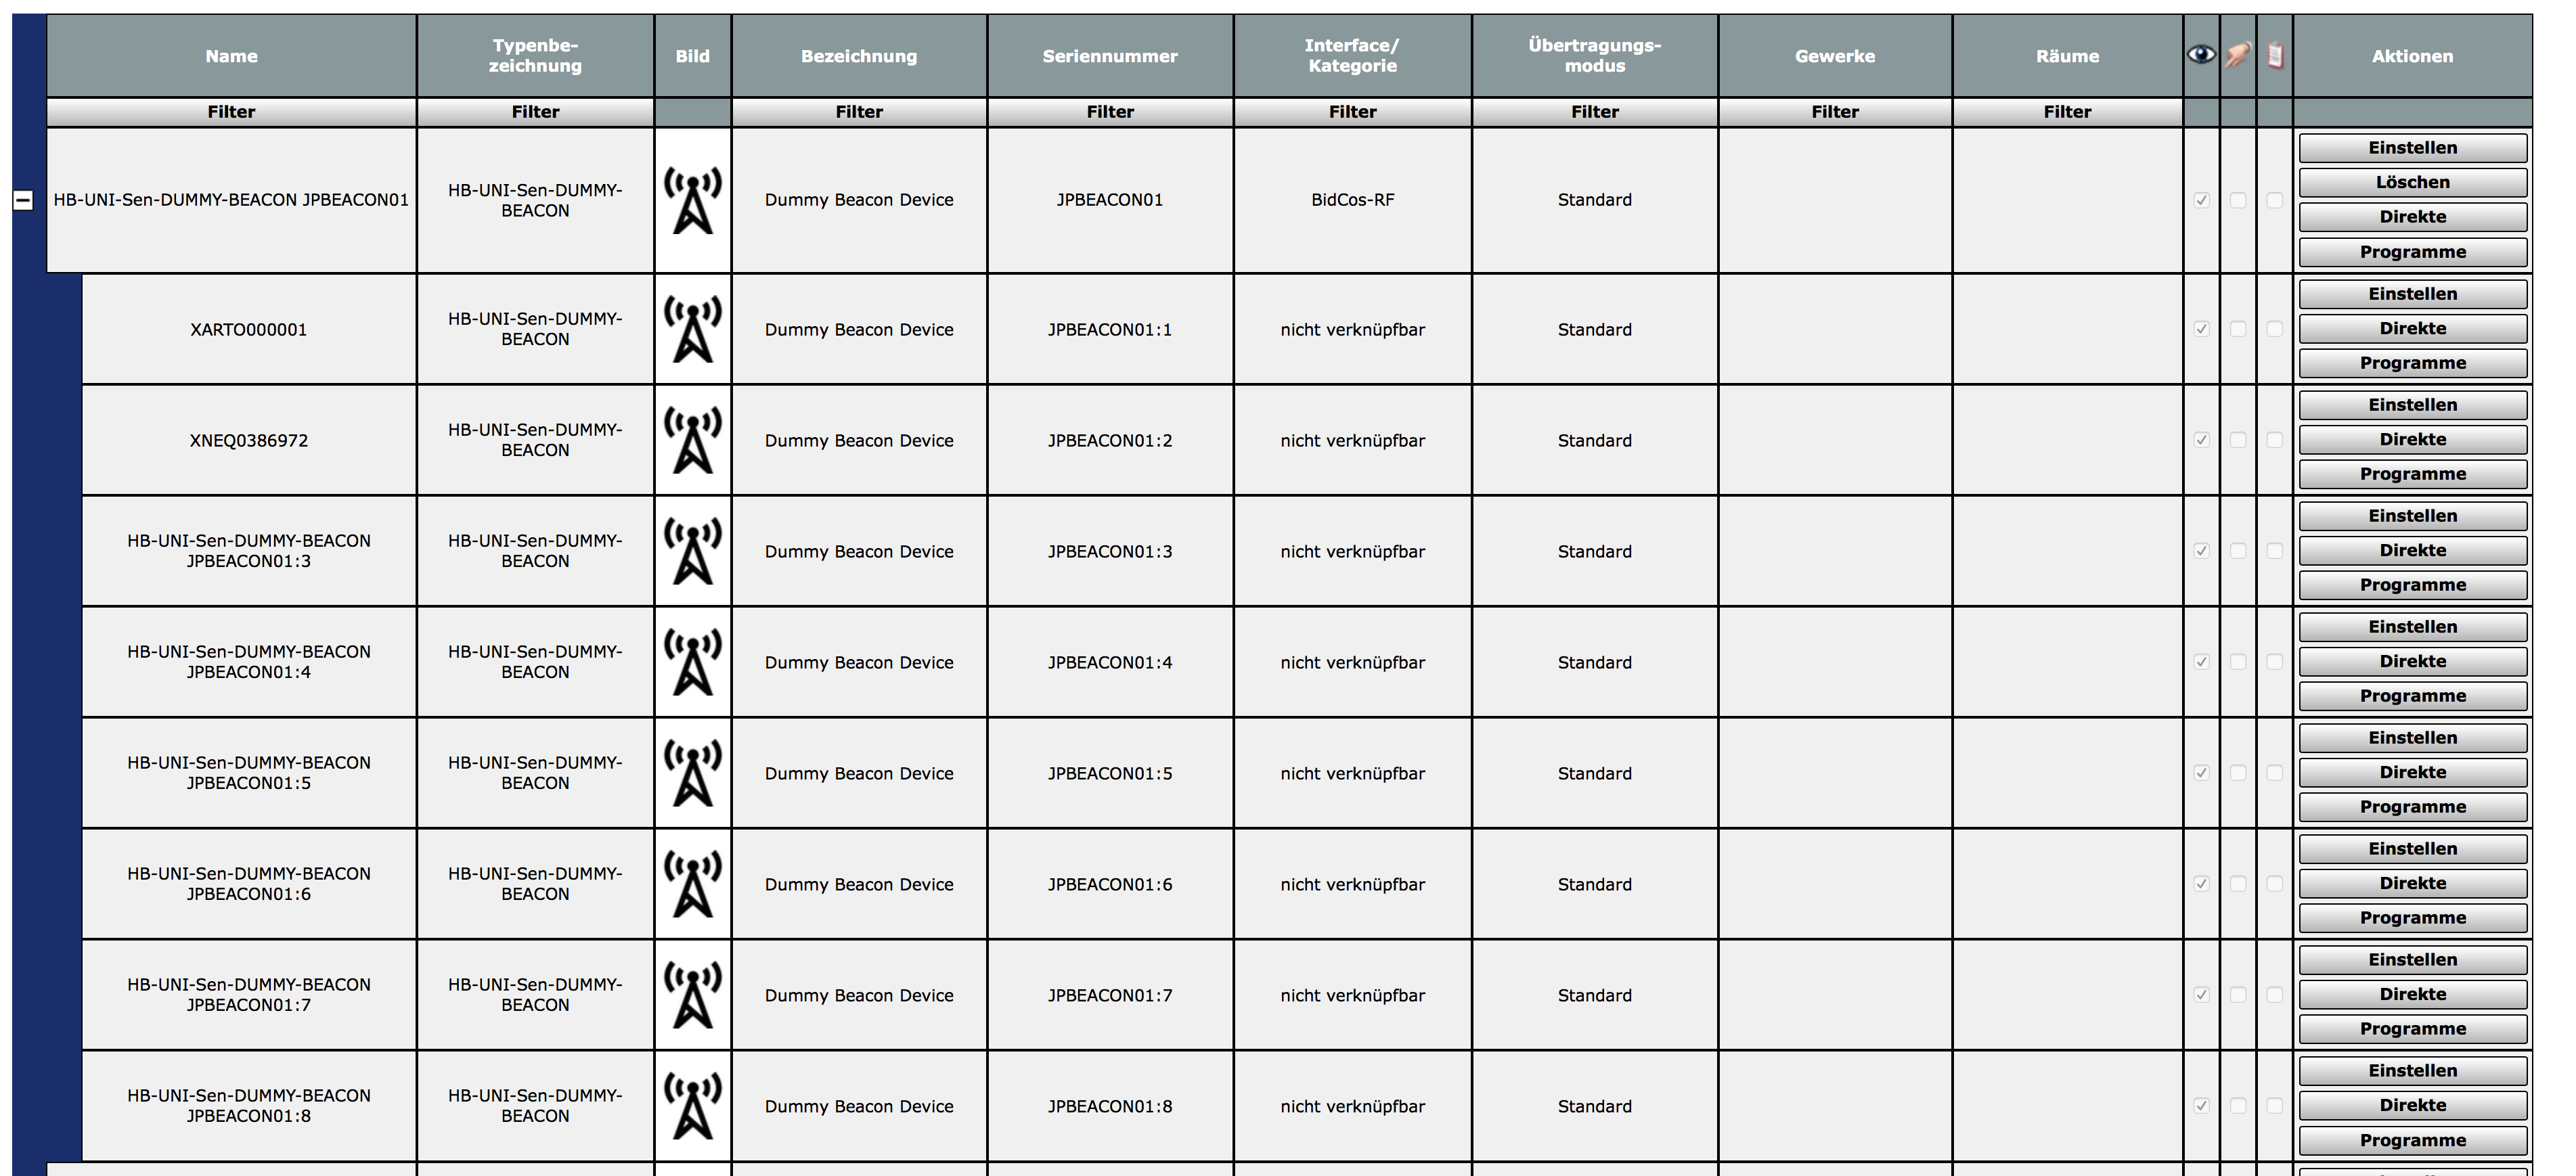 Name Typenbe- Bild Bezeichnung Seriennummer Interface/ Übertragungs- Gewerke Räume Aktionen
zeichnung Kategorie modus
Filter Filter Filter Filter Filter Filter Filter Filter
HB-UNI-Sen-DUMMY-BEACON JPBEACON01 HB-UNI-Sen-DUMMY- Dummy Beacon Device JPBEACON01 BidCos-RF Standard Einstellen
BEACON Löschen
Direkte
Programme
XARTO000001 HB-UNI-Sen-DUMMY- Dummy Beacon Device JPBEACON01:1 nicht verknüpfbar Standard Einstellen
BEACON Direkte
Programme
XNEQ0386972 HB-UNI-Sen-DUMMY- Dummy Beacon Device JPBEACON01:2 nicht verknüpfbar Standard Einstellen
BEACON Direkte
Programme
HB-UNI-Sen-DUMMY-BEACON HB-UNI-Sen-DUMMY- Dummy Beacon Device JPBEACON01:3 nicht verknüpfbar Standard Einstellen
JPBEACON01:3 BEACON Direkte
Programme
HB-UNI-Sen-DUMMY-BEACON HB-UNI-Sen-DUMMY- Dummy Beacon Device JPBEACON01:4 nicht verknüpfbar Standard Einstellen
JPBEACON01:4 BEACON Direkte
Programme
HB-UNI-Sen-DUMMY-BEACON HB-UNI-Sen-DUMMY- Dummy Beacon Device JPBEACON01:5 nicht verknüpfbar Standard Einstellen
JPBEACON01:5 BEACON Direkte
Programme
HB-UNI-Sen-DUMMY-BEACON HB-UNI-Sen-DUMMY- Dummy Beacon Device JPBEACON01:6 nicht verknüpfbar Standard Einstellen
JPBEACON01:6 BEACON Direkte
Programme
HB-UNI-Sen-DUMMY-BEACON HB-UNI-Sen-DUMMY- Dummy Beacon Device JPBEACON01:7 nicht verknüpfbar Standard Einstellen
JPBEACON01:7 BEACON Direkte
Programme
HB-UNI-Sen-DUMMY-BEACON HB-UNI-Sen-DUMMY- Dummy Beacon Device JPBEACON01:8 nicht verknüpfbar Standard Einstellen
JPBEACON01:8 BEACON Direkte
Programme